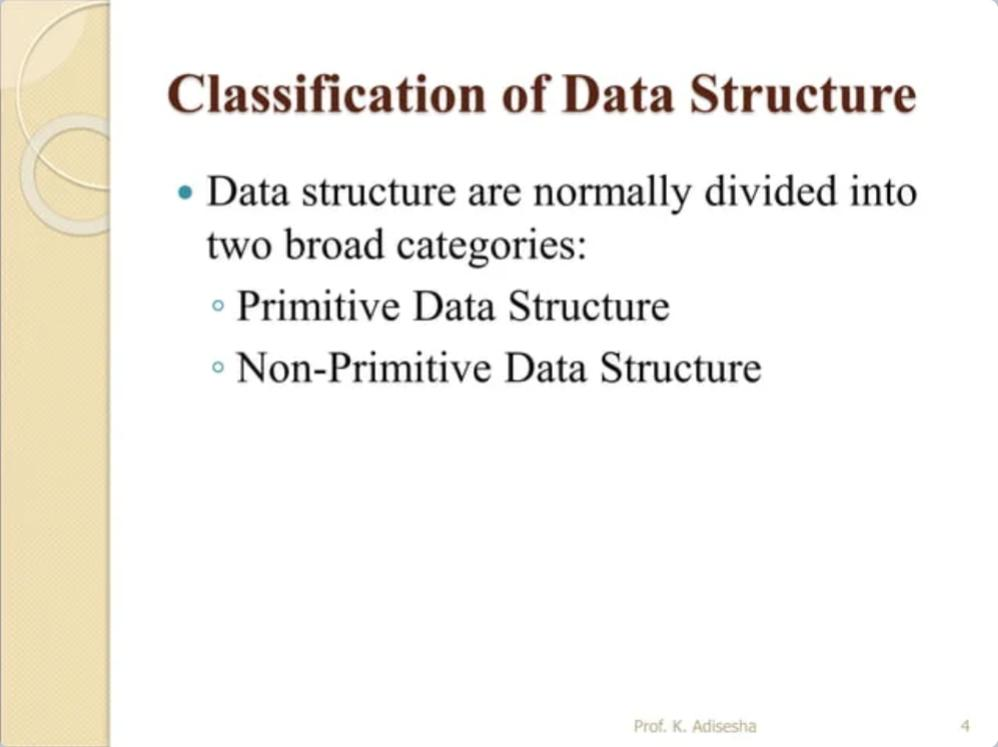 Classification of Data Structure
• Data structure are normally divided into
two broad categories:
◦ Primitive Data Structure
◦ Non-Primitive Data Structure
Prof. K. Adisesha 4